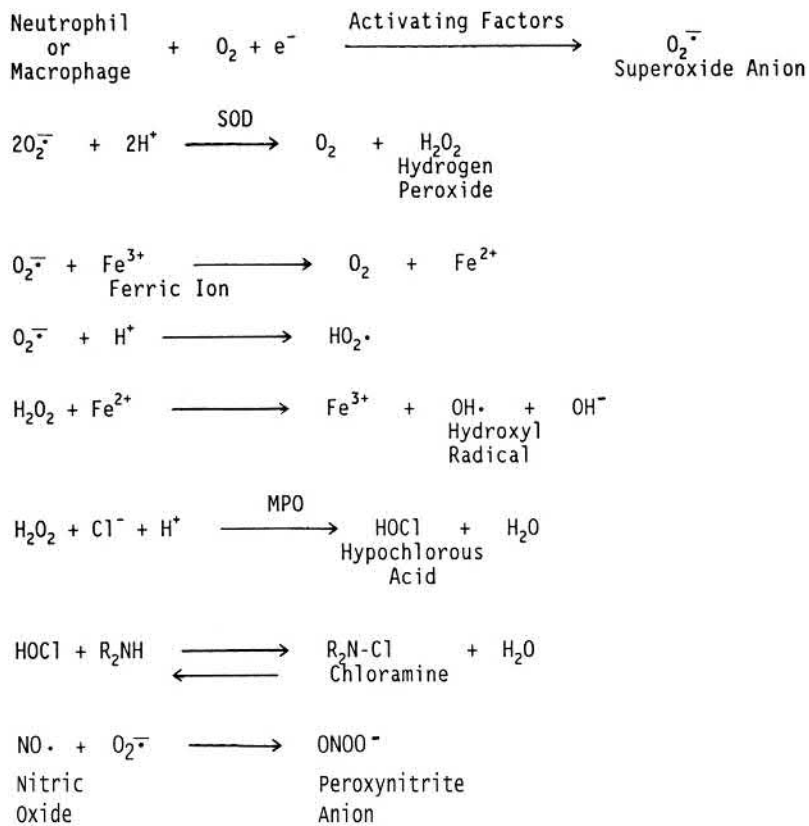 Neutrophil
or
Macrophage + O₂ + e⁻ Activating Factors ⟶ O₂⨪
Superoxide Anion
2O₂⨪ + 2H⁺ SOD ⟶ O₂ + H₂O₂
Hydrogen
Peroxide
O₂⨪ + Fe³⁺ ⟶ O₂ + Fe²⁺
Ferric Ion
O₂⨪ + H⁺ ⟶ HO₂·
H₂O₂ + Fe²⁺ ⟶ Fe³⁺ + OH· + OH⁻
Hydroxyl
Radical
H₂O₂ + Cl⁻ + H⁺ MPO ⟶ HOCl + H₂O
Hypochlorous
Acid
HOCl + R₂NH ⟶ ⟵ R₂N-Cl + H₂O
Chloramine
NO· + O₂⨪ ⟶ ONOO⁻
Nitric Peroxynitrite
Oxide Anion